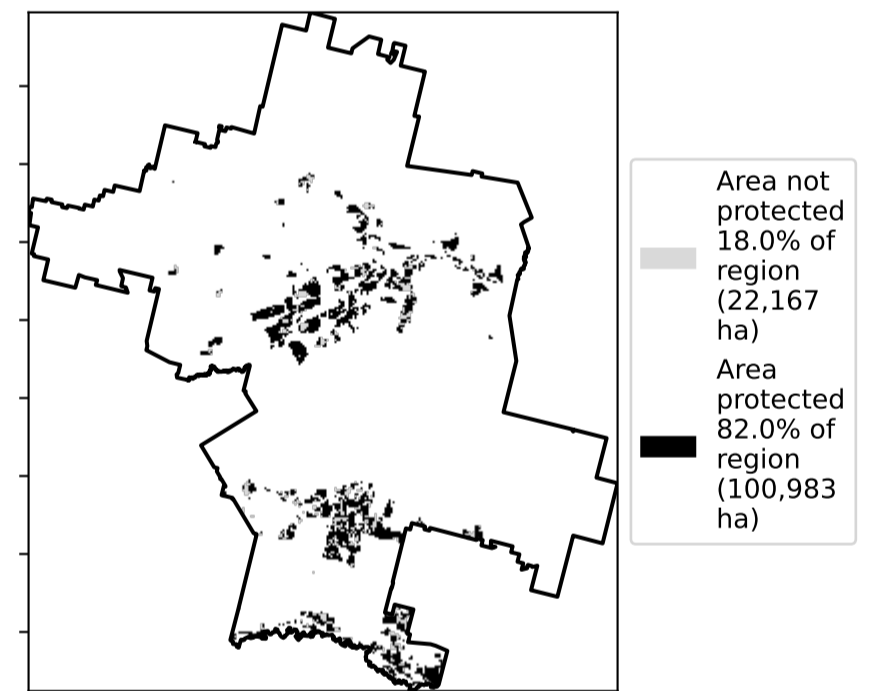 Area not
protected
18.0% of
region
(22,167
ha)
Area
protected
82.0% of
region
(100,983
ha)